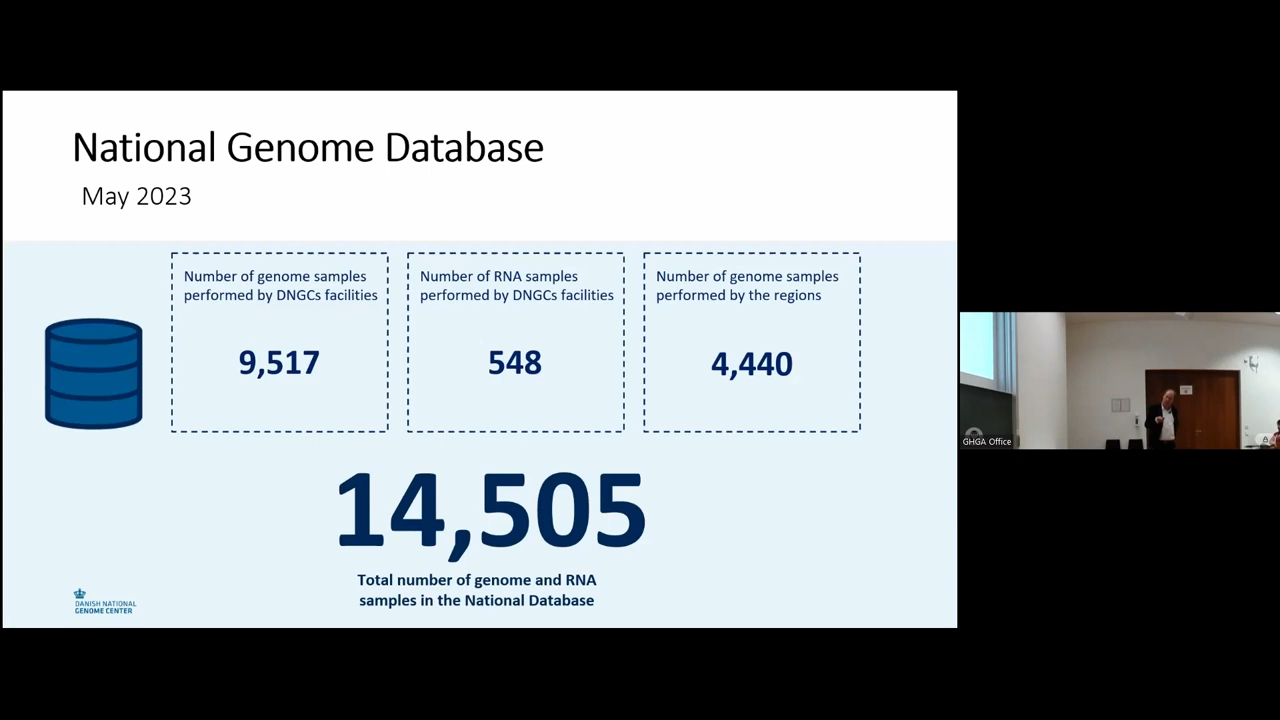 National Genome Database
May 2023
Number of genome samples
performed by DNGCs facilities
9,517
Number of RNA samples
performed by DNGCs facilities
548
Number of genome samples
performed by the regions
4,440
14,505
Total number of genome and RNA
samples in the National Database
DANISH NATIONAL
GENOME CENTER
GHGA Office